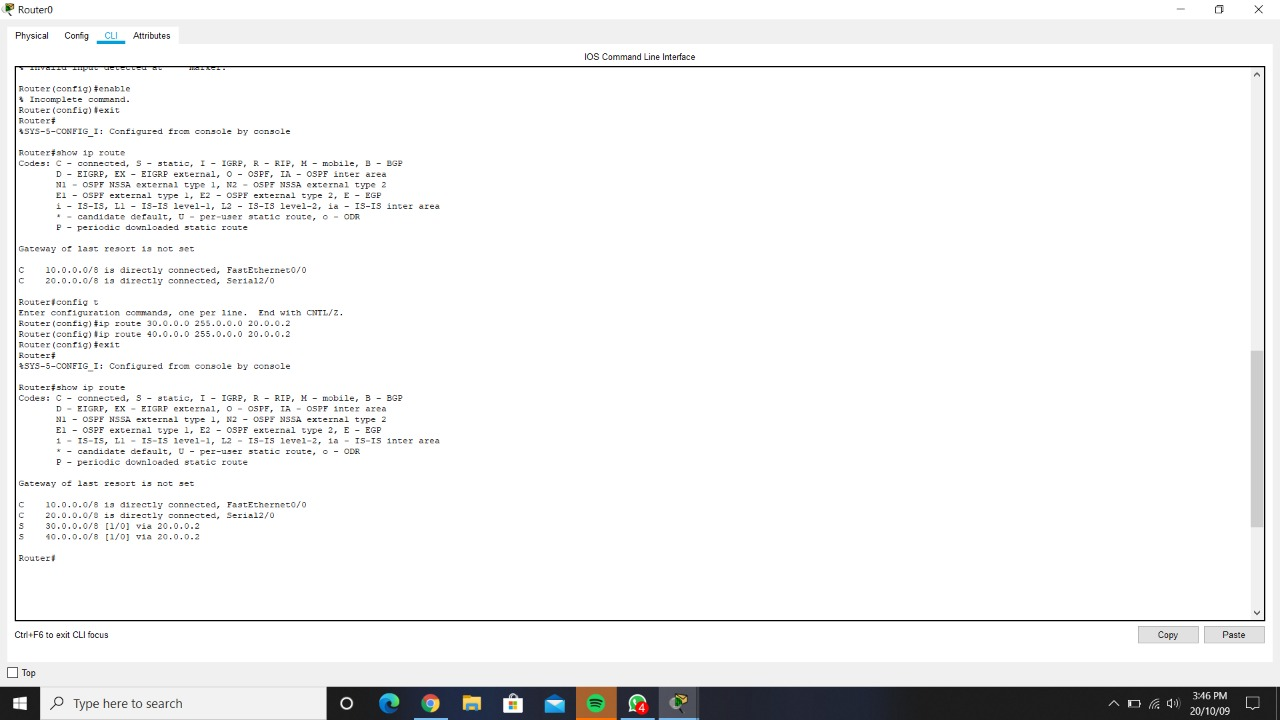 Router0
Physical Config CLI Attributes
IOS Command Line Interface
% Invalid input detected at marker.
Router(config)#enable
% Incomplete command.
Router(config)#exit
Router#
%SYS-5-CONFIG_I: Configured from console by console
Router#show ip route
Codes: C - connected, S - static, I - IGRP, R - RIP, M - mobile, B - BGP
D - EIGRP, EX - EIGRP external, O - OSPF, IA - OSPF inter area
N1 - OSPF NSSA external type 1, N2 - OSPF NSSA external type 2
E1 - OSPF external type 1, E2 - OSPF external type 2, E - EGP
i - IS-IS, L1 - IS-IS level-1, L2 - IS-IS level-2, ia - IS-IS inter area
* - candidate default, U - per-user static route, o - ODR
P - periodic downloaded static route
Gateway of last resort is not set
C 10.0.0.0/8 is directly connected, FastEthernet0/0
C 20.0.0.0/8 is directly connected, Serial2/0
Router#config t
Enter configuration commands, one per line. End with CNTL/Z.
Router(config)#ip route 30.0.0.0 255.0.0.0 20.0.0.2
Router(config)#ip route 40.0.0.0 255.0.0.0 20.0.0.2
Router(config)#exit
Router#
%SYS-5-CONFIG_I: Configured from console by console
Router#show ip route
Codes: C - connected, S - static, I - IGRP, R - RIP, M - mobile, B - BGP
D - EIGRP, EX - EIGRP external, O - OSPF, IA - OSPF inter area
N1 - OSPF NSSA external type 1, N2 - OSPF NSSA external type 2
E1 - OSPF external type 1, E2 - OSPF external type 2, E - EGP
i - IS-IS, L1 - IS-IS level-1, L2 - IS-IS level-2, ia - IS-IS inter area
* - candidate default, U - per-user static route, o - ODR
P - periodic downloaded static route
Gateway of last resort is not set
C 10.0.0.0/8 is directly connected, FastEthernet0/0
C 20.0.0.0/8 is directly connected, Serial2/0
S 30.0.0.0/8 [1/0] via 20.0.0.2
S 40.0.0.0/8 [1/0] via 20.0.0.2
Router#
Ctrl+F6 to exit CLI focus
Copy Paste
Top
Type here to search
4
3:46 PM
20/10/09